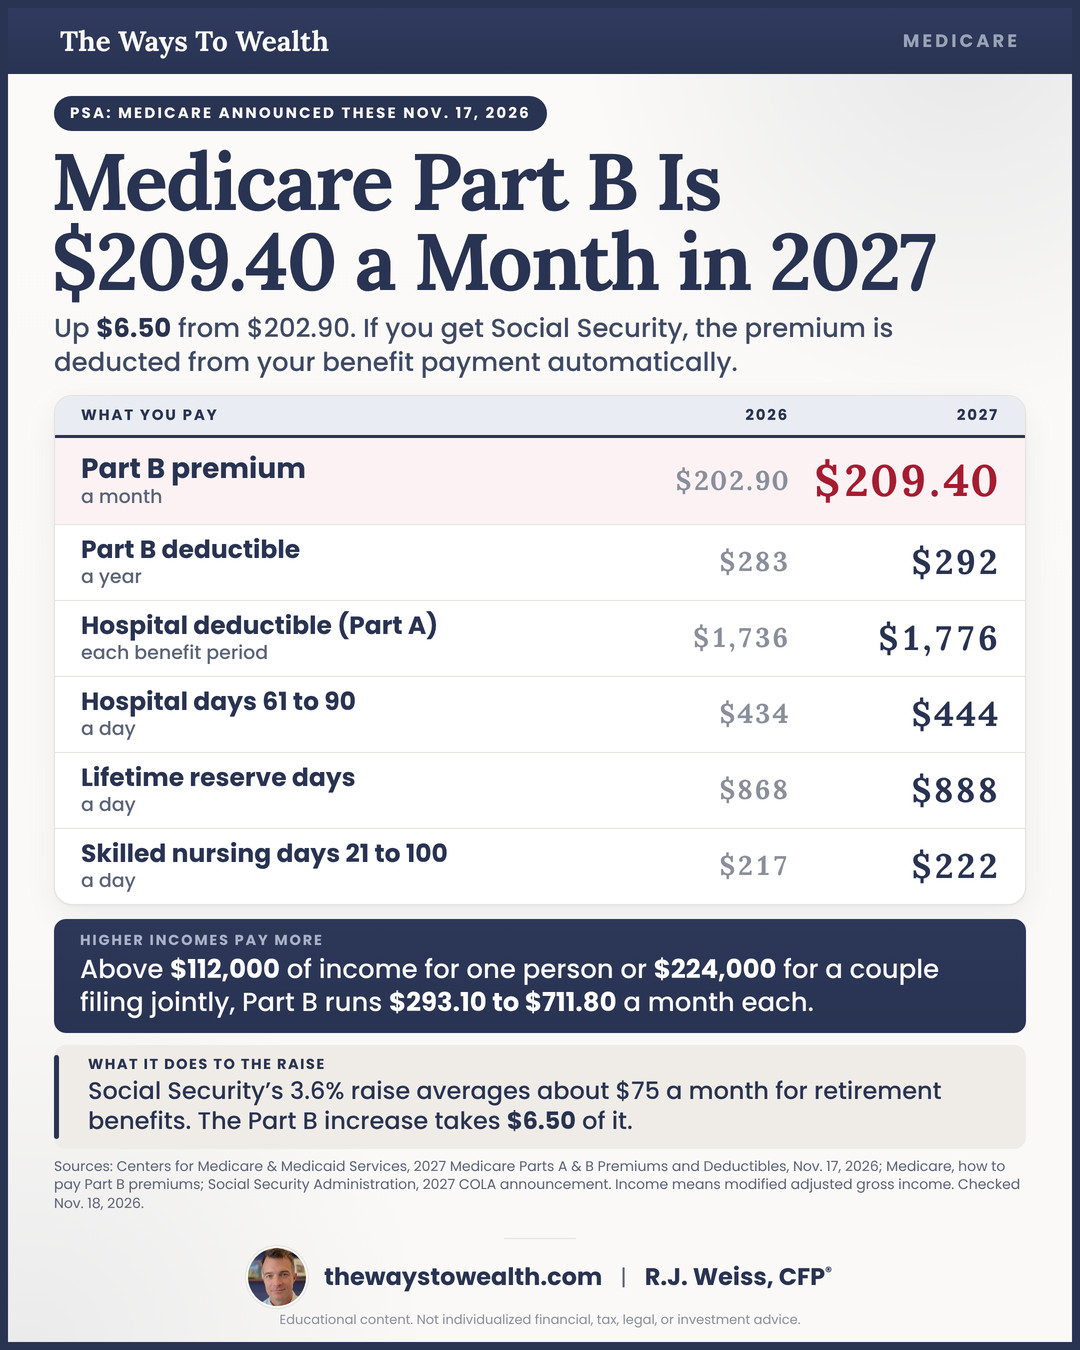 The Ways To Wealth
MEDICARE
PSA: MEDICARE ANNOUNCED THESE NOV. 17, 2026
Medicare Part B Is
$209.40 a Month in 2027
Up $6.50 from $202.90. If you get Social Security, the premium is
deducted from your benefit payment automatically.
WHAT YOU PAY 2026 2027
Part B premium
a month
$202.90 $209.40
Part B deductible
a year
$283 $292
Hospital deductible (Part A)
each benefit period
$1,736 $1,776
Hospital days 61 to 90
a day
$434 $444
Lifetime reserve days
a day
$868 $888
Skilled nursing days 21 to 100
a day
$217 $222
HIGHER INCOMES PAY MORE
Above $112,000 of income for one person or $224,000 for a couple
filing jointly, Part B runs $293.10 to $711.80 a month each.
WHAT IT DOES TO THE RAISE
Social Security’s 3.6% raise averages about $75 a month for retirement
benefits. The Part B increase takes $6.50 of it.
Sources: Centers for Medicare & Medicaid Services, 2027 Medicare Parts A & B Premiums and Deductibles, Nov. 17, 2026; Medicare, how to
pay Part B premiums; Social Security Administration, 2027 COLA announcement. Income means modified adjusted gross income. Checked
Nov. 18, 2026.
thewaystowealth.com | R.J. Weiss, CFP®
Educational content. Not individualized financial, tax, legal, or investment advice.